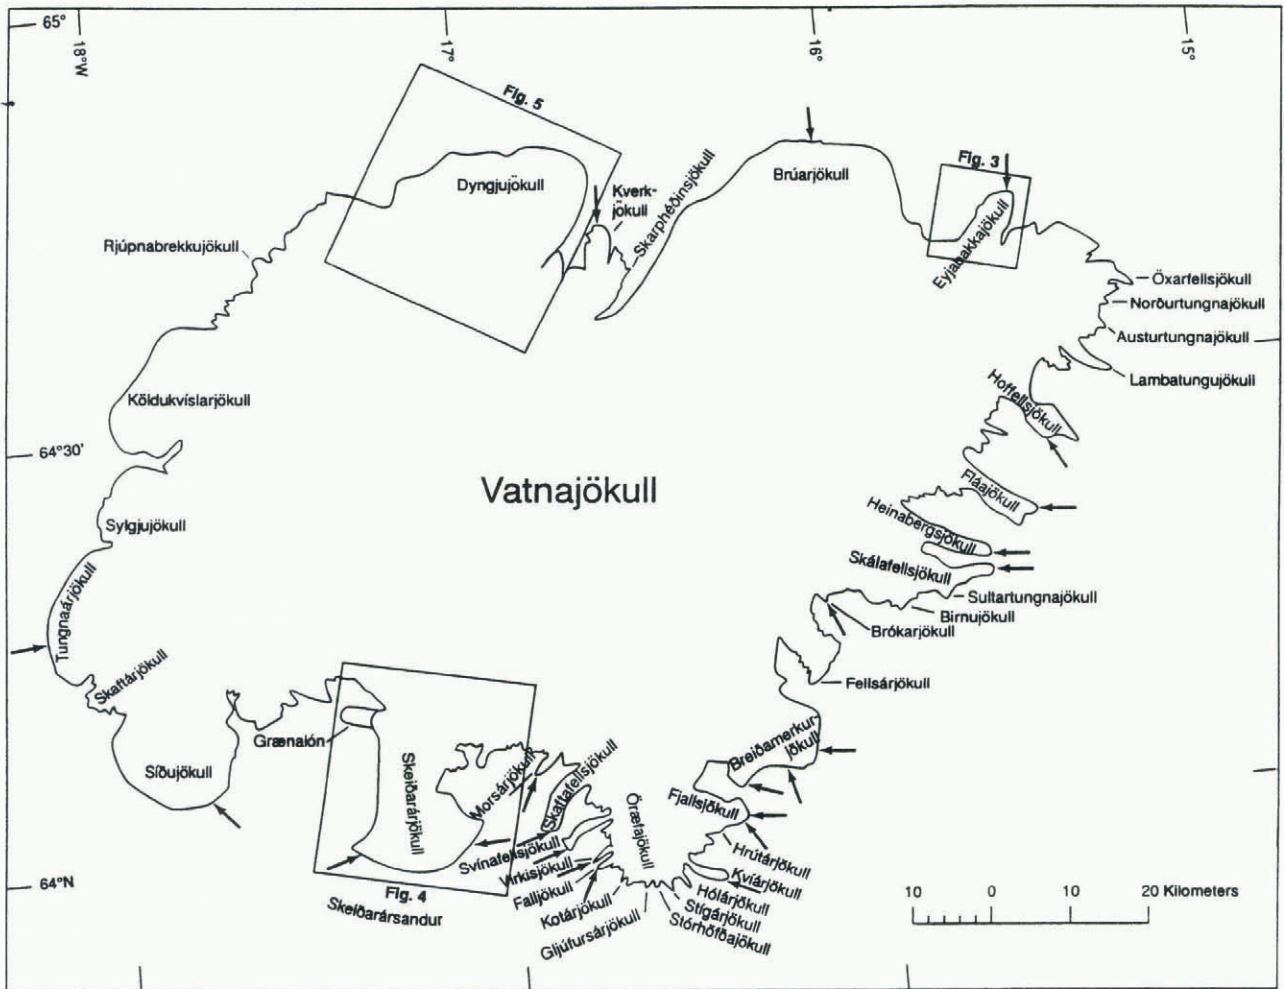 65°
18°W
17°
16°
15°
Fig. 5
Fig. 3
Dyngjujökull
Kverk-
jökull
Skarphéðinsjökull
Brúarjökull
Eyjabakkajökull
Rjúpnabrekkujökull
Öxarfellsjökull
Norðurtungnajökull
Austurtungnajökull
Lambatungujökull
Köldukvíslarjökull
Hoffellsjökull
64°30'
Vatnajökull
Fláajökull
Sylgjujökull
Heinabergsjökull
Skálafellsjökull
Tungnaárjökull
Sultartungnajökull
Birnujökull
Brókarjökull
Skaftárjökull
Fellsárjökull
Grænalón
Breiðamerkur-
jökull
Síðujökull
Skeiðarárjökull
Morsárjökull
Skaftafellsjökull
Öræfajökull
Fjallsjökull
Svínafellsjökull
Hrútárjökull
Virkisjökull
Kvíárjökull
64°N
Falljökull
Hólárjökull
Fig. 4
Kotárjökull
Stígárjökull
Skeiðarársandur
Gljúfursárjökull
Stórhöfðajökull
10 0 10 20 Kilometers